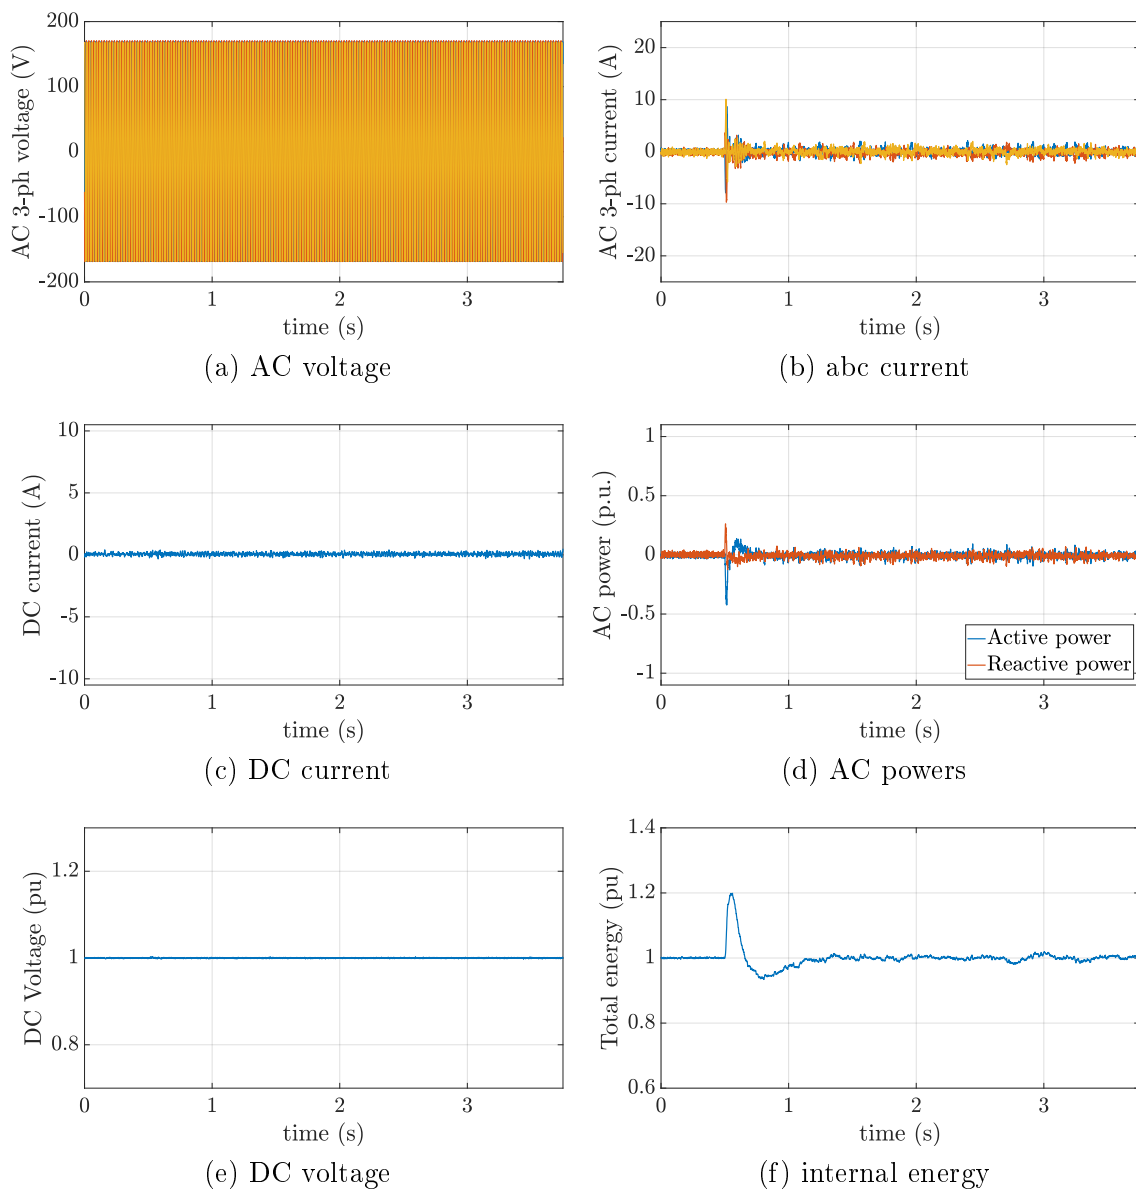 200
100
0
-100
-200
AC 3-ph voltage (V)
0 1 2 3
time (s)
(a) AC voltage
20
10
0
-10
-20
AC 3-ph current (A)
0 1 2 3
time (s)
(b) abc current
10
5
0
-5
-10
DC current (A)
0 1 2 3
time (s)
(c) DC current
1
0.5
0
-0.5
-1
AC power (p.u.)
Active power
Reactive power
0 1 2 3
time (s)
(d) AC powers
1.2
1
0.8
DC Voltage (pu)
0 1 2 3
time (s)
(e) DC voltage
1.4
1.2
1
0.8
0.6
Total energy (pu)
0 1 2 3
time (s)
(f) internal energy